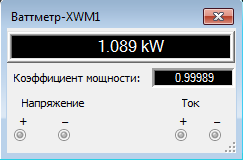 Ваттметр-XWM1
1.089 kW
Коэффициент мощности: 0.99989
Напряжение Ток
+ − + −